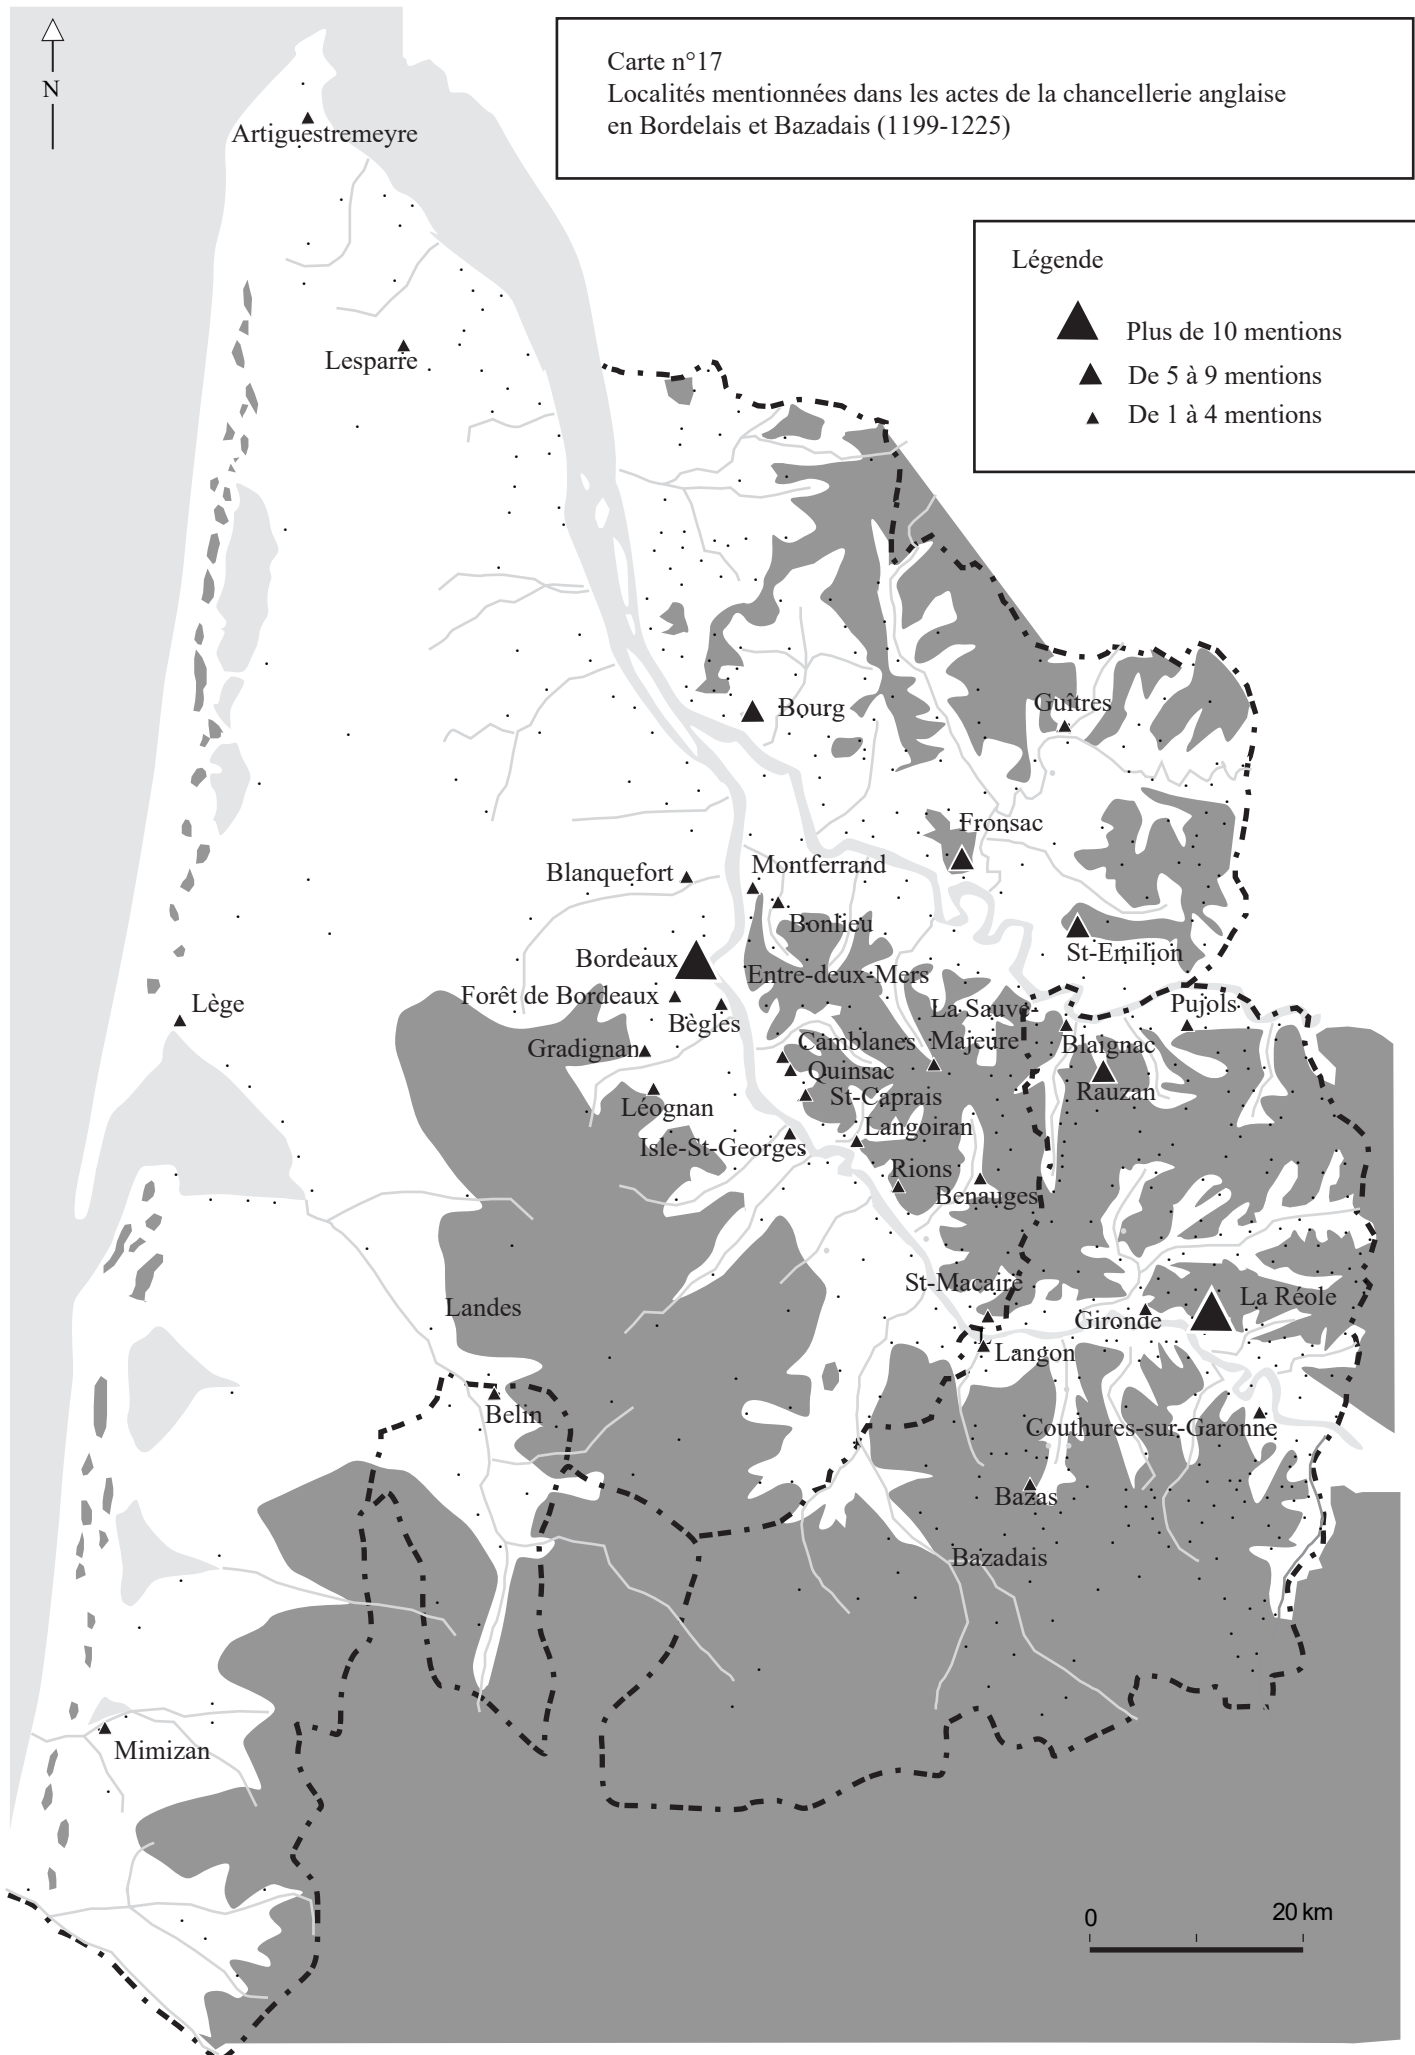 N
Carte n°17
Localités mentionnées dans les actes de la chancellerie anglaise
en Bordelais et Bazadais (1199-1225)
Légende
Plus de 10 mentions
De 5 à 9 mentions
De 1 à 4 mentions
Artiguestremeyre
Lesparre
Bourg
Guîtres
Fronsac
Montferrand
Blanquefort
Bonlieu
St-Emilion
Bordeaux
Entre-deux-Mers
Forêt de Bordeaux
Lège
La Sauve-
Majeure
Pujols
Bègles
Camblanes
Blaignac
Gradignan
Quinsac
Rauzan
St-Caprais
Léognan
Langoiran
Isle-St-Georges
Rions
Benauges
St-Macaire
La Réole
Landes
Gironde
Langon
Belin
Couthures-sur-Garonne
Bazas
Bazadais
Mimizan
0
20 km